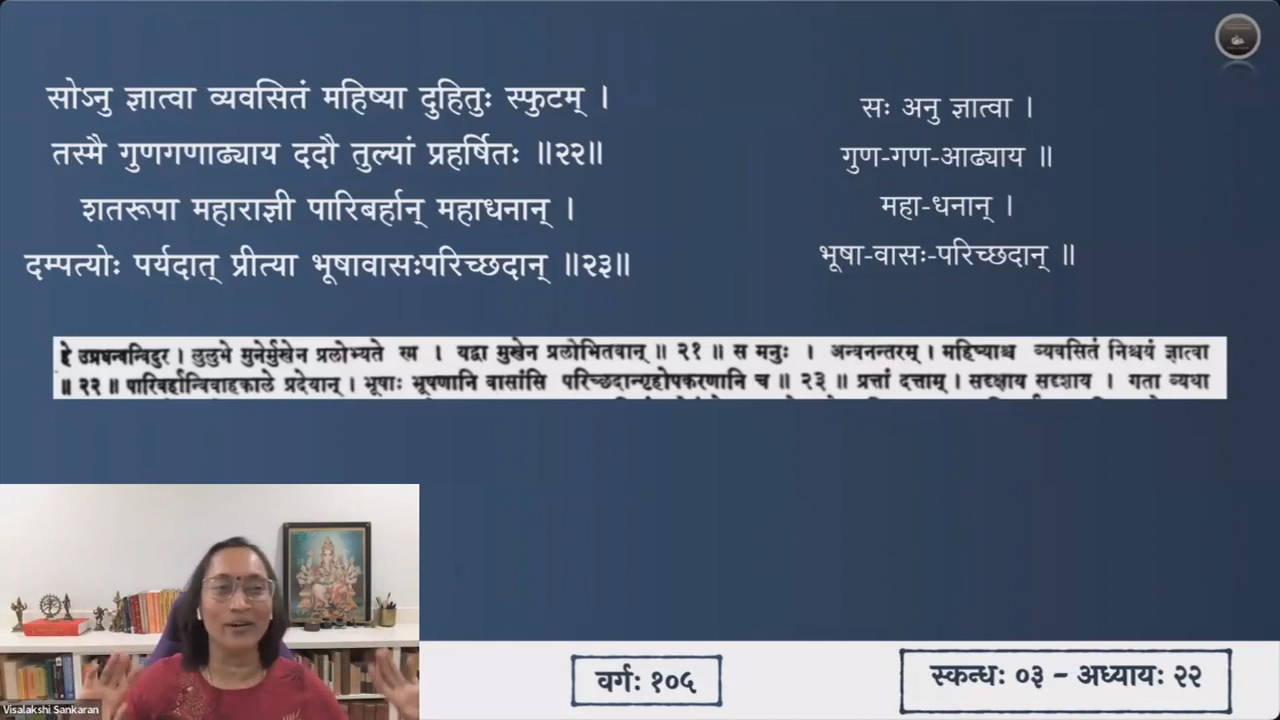 सोऽनु ज्ञात्वा व्यवसितं महिष्या दुहितुः स्फुटम् ।
तस्मै गुणगणाढ्याय ददौ तुल्यां प्रहर्षितः ॥२२॥
शतरूपा महाराज्ञी पारिबर्हान् महाधनान् ।
दम्पत्योः पर्यदात् प्रीत्या भूषावासःपरिच्छदान् ॥२३॥
सः अनु ज्ञात्वा ।
गुण-गण-आढ्याय ॥
महा-धनान् ।
भूषा-वासः-परिच्छदान् ॥
हे उग्रधन्वन्विदुर । लुलुभे मुनेर्मुखेन प्रलोभ्यते स्म । यद्वा मुखेन प्रलोभितवान् ॥ २१ ॥ स मनुः । अन्वनन्तरम् । महिष्याश्च व्यवसितं निश्चयं ज्ञात्वा
॥ २२ ॥ पारिबर्हान्विवाहकाले प्रदेयान् । भूषाः भूषणानि वासांसि परिच्छदान्गृहोपकरणानि च ॥ २३ ॥ प्रत्तां दत्ताम् । सदृक्षाय सदृशाय । गता व्यथा
Visalakshi Sankaran
वर्गः १०५
स्कन्धः ०३ - अध्यायः २२